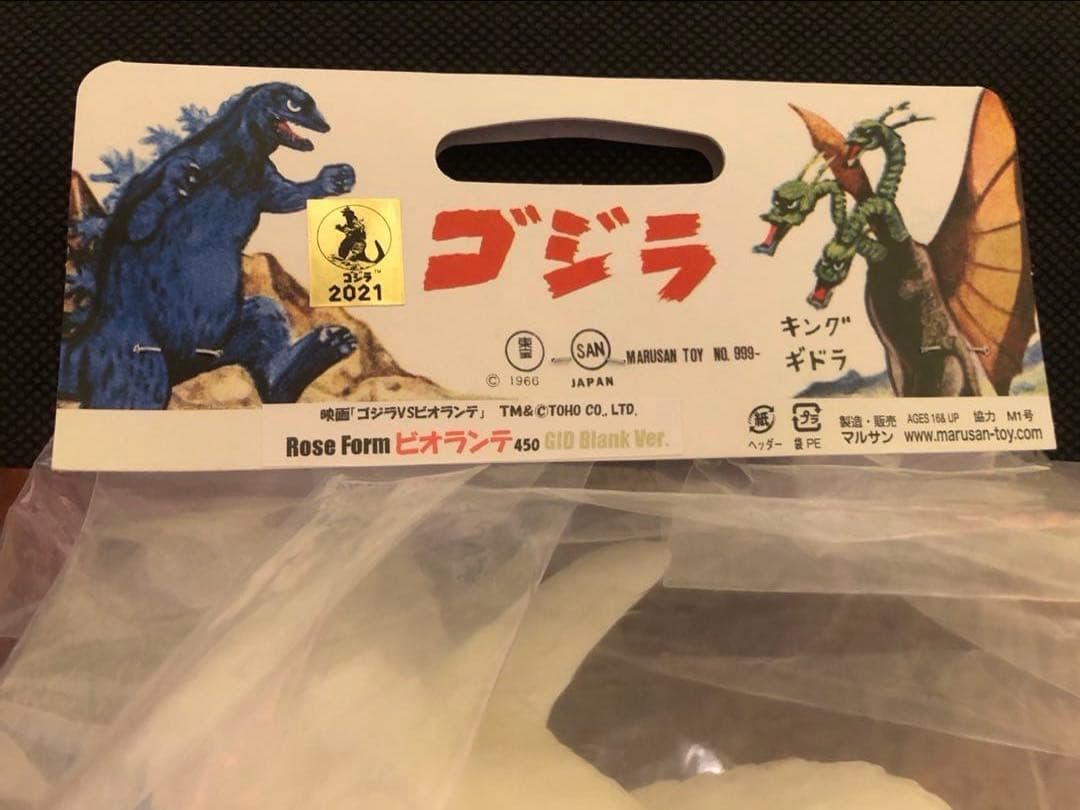 ゴジラ
ゴジラ™
2021
キング
ギドラ
東宝
SAN
MARUSAN TOY NO. 999-
© 1966
JAPAN
映画「ゴジラVSビオランテ」 TM&©TOHO CO., LTD.
Rose Form ビオランテ 450 GID Blank Ver.
紙
ヘッダー
プラ
袋 PE
製造・販売 AGES 16& UP 協力 M1号
マルサン www.marusan-toy.com